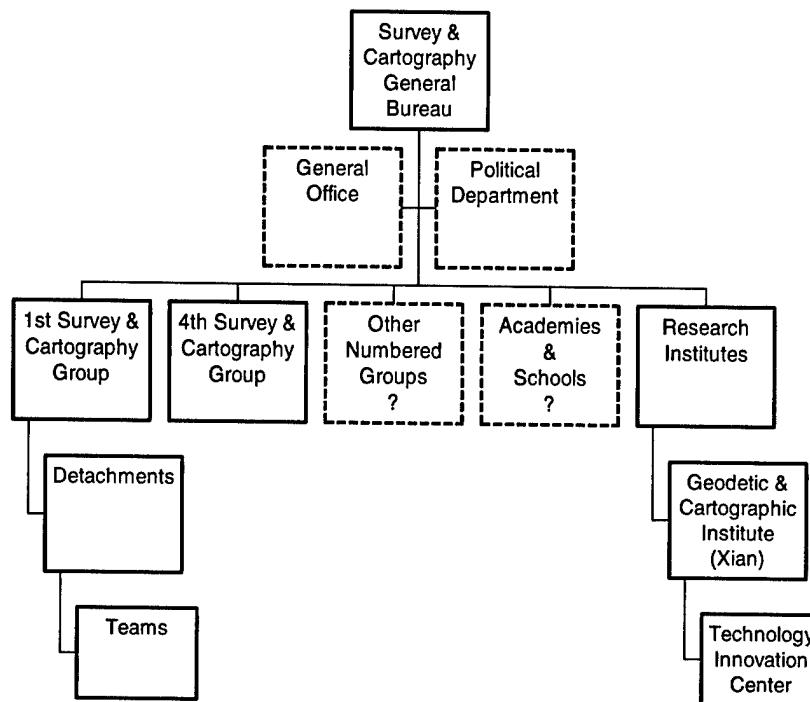 Survey &
Cartography
General
Bureau
General
Office
Political
Department
1st Survey &
Cartography
Group
4th Survey &
Cartography
Group
Other
Numbered
Groups
?
Academies
&
Schools
?
Research
Institutes
Detachments
Teams
Geodetic &
Cartographic
Institute
(Xian)
Technology
Innovation
Center